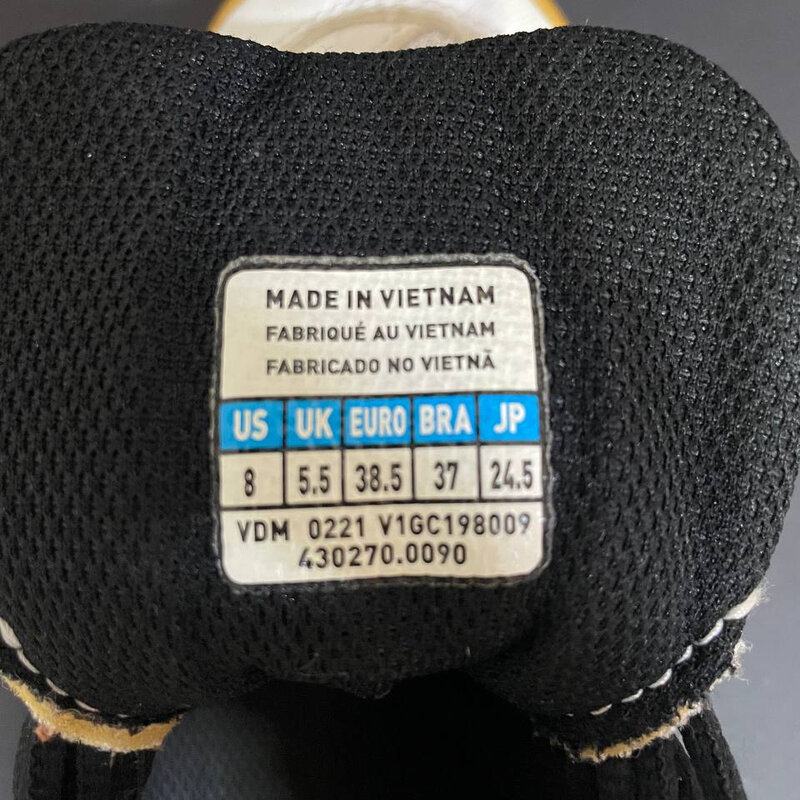 MADE IN VIETNAM
FABRIQUÉ AU VIETNAM
FABRICADO NO VIETNÃ
US UK EURO BRA JP
8 5.5 38.5 37 24.5
VDM 0221 V1GC198009
430270.0090